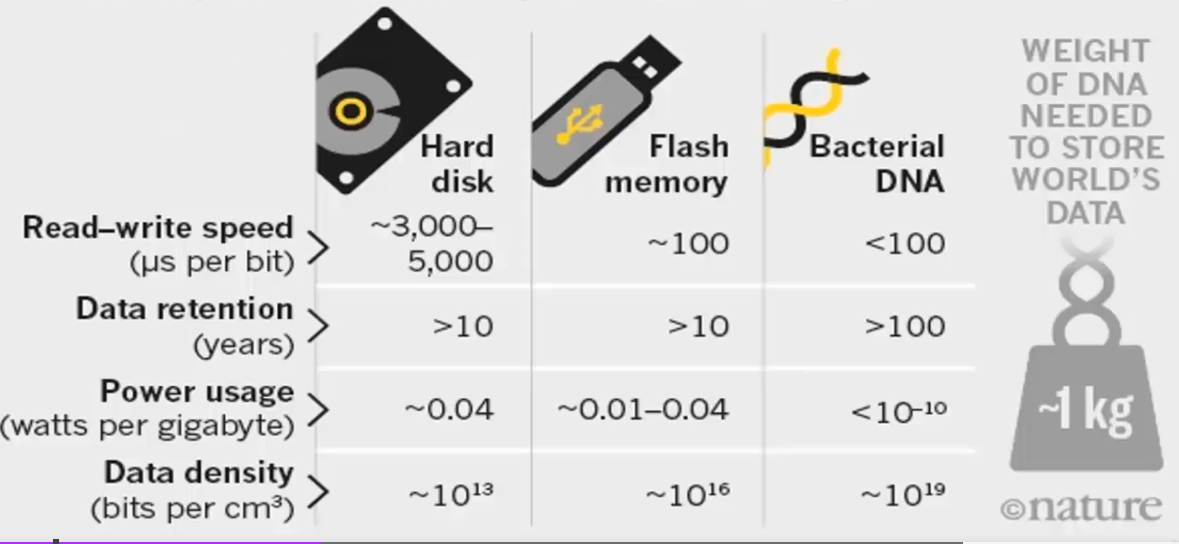 Hard
disk
Flash
memory
Bacterial
DNA
Read–write speed
(µs per bit)
~3,000–
5,000
~100
<100
Data retention
(years)
>10
>10
>100
Power usage
(watts per gigabyte)
~0.04
~0.01–0.04
<10⁻¹⁰
Data density
(bits per cm³)
~10¹³
~10¹⁶
~10¹⁹
WEIGHT
OF DNA
NEEDED
TO STORE
WORLD'S
DATA
~1 kg
©nature